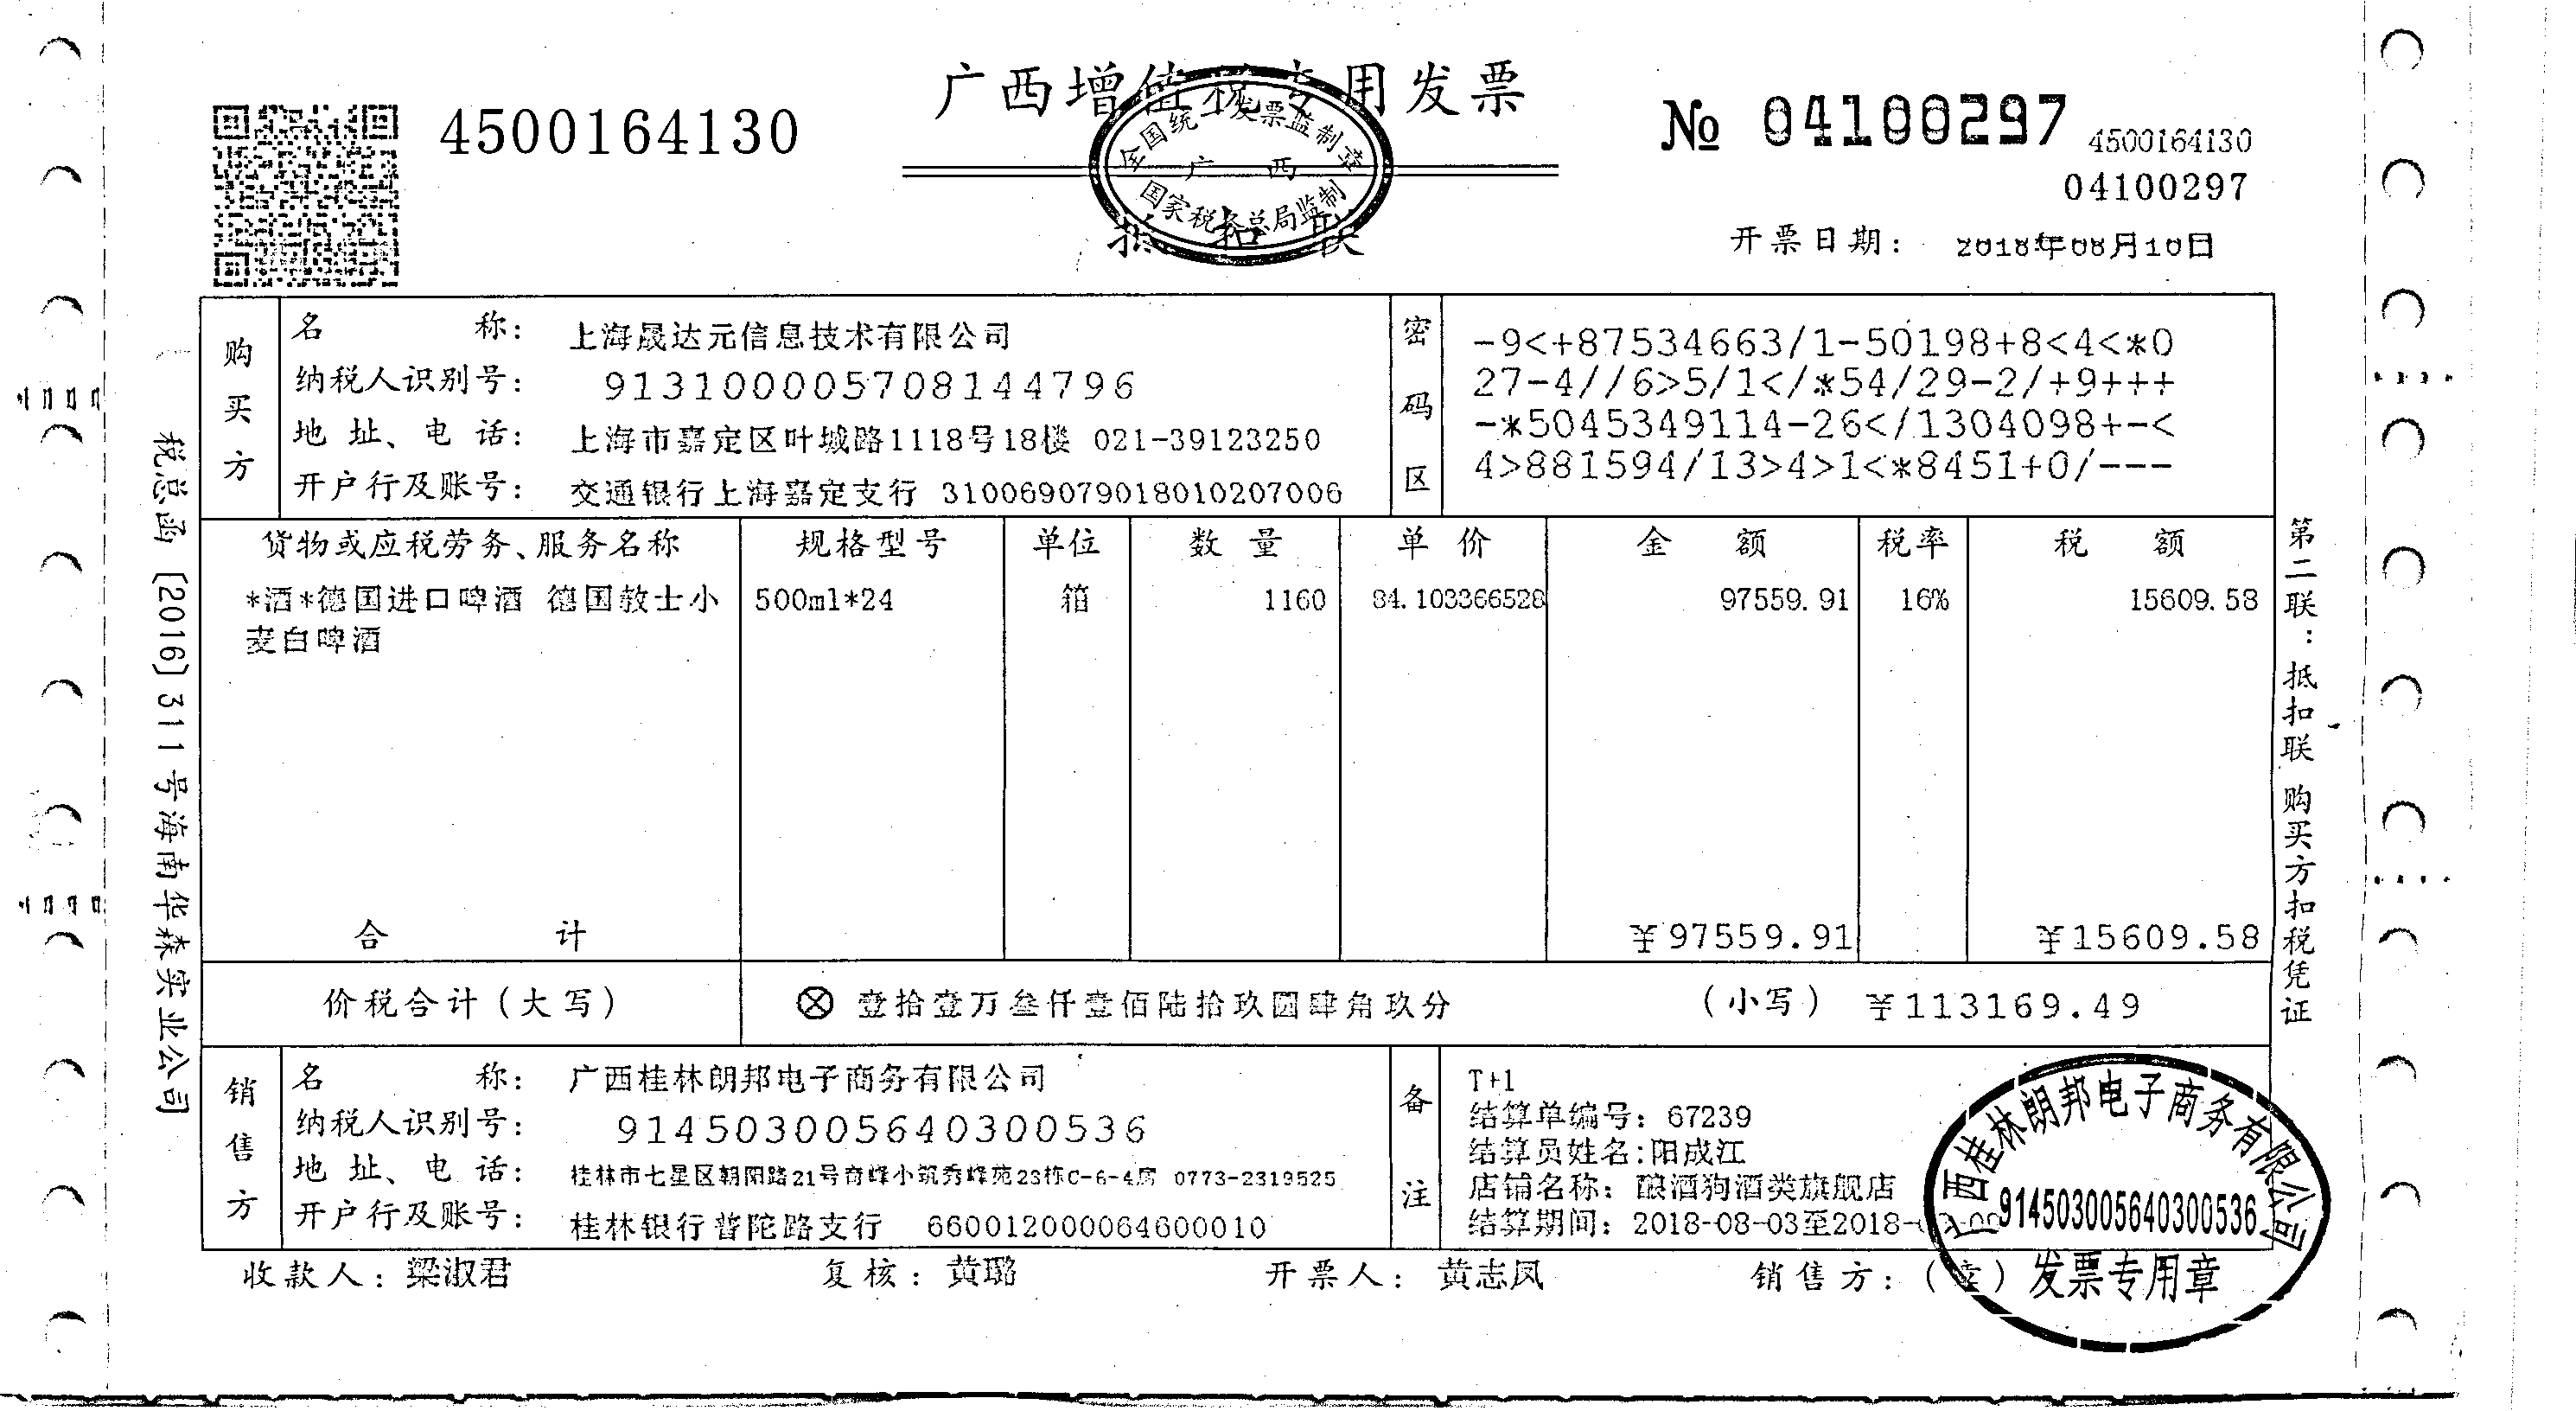 广西增值税专用发票
4500164130
№ 04100297
4500164130
04100297
全国统一发票监制章
广 西
国家税务总局监制
抵扣联
开票日期: 2018年08月10日
税总函〔2016〕311号海南华森实业公司
第二联:抵扣联 购买方扣税凭证
购买方
名 称: 上海晟达元信息技术有限公司
纳税人识别号: 913100005708144796
地 址、电 话: 上海市嘉定区叶城路1118号18楼 021-39123250
开户行及账号: 交通银行上海嘉定支行 310069079018010207006
密码区
-9<+87534663/1-50198+8<4<*0
27-4//6>5/1</*54/29-2/+9+++
-*5045349114-26</1304098+-<
4>881594/13>4>1<*8451+0/---
货物或应税劳务、服务名称 规格型号 单位 数 量 单 价 金 额 税率 税 额
*酒*德国进口啤酒 德国教士小 500ml*24 箱 1160 84.103366528 97559.91 16% 15609.58
麦白啤酒
合 计 ¥97559.91 ¥15609.58
价税合计(大写) ⊗ 壹拾壹万叁仟壹佰陆拾玖圆肆角玖分 (小写) ¥113169.49
销售方
名 称: 广西桂林朗邦电子商务有限公司
纳税人识别号: 914503005640300536
地 址、电 话: 桂林市七星区朝阳路21号奇峰小筑秀峰苑23栋C-6-4房 0773-2319525
开户行及账号: 桂林银行普陀路支行 660012000064600010
备注
T+1
结算单编号: 67239
结算员姓名:阳成江
店铺名称: 酿酒狗酒类旗舰店
结算期间: 2018-08-03至2018-
收款人: 梁淑君 复核: 黄璐 开票人: 黄志凤 销售方:(章)
广西桂林朗邦电子商务有限公司
914503005640300536
发票专用章